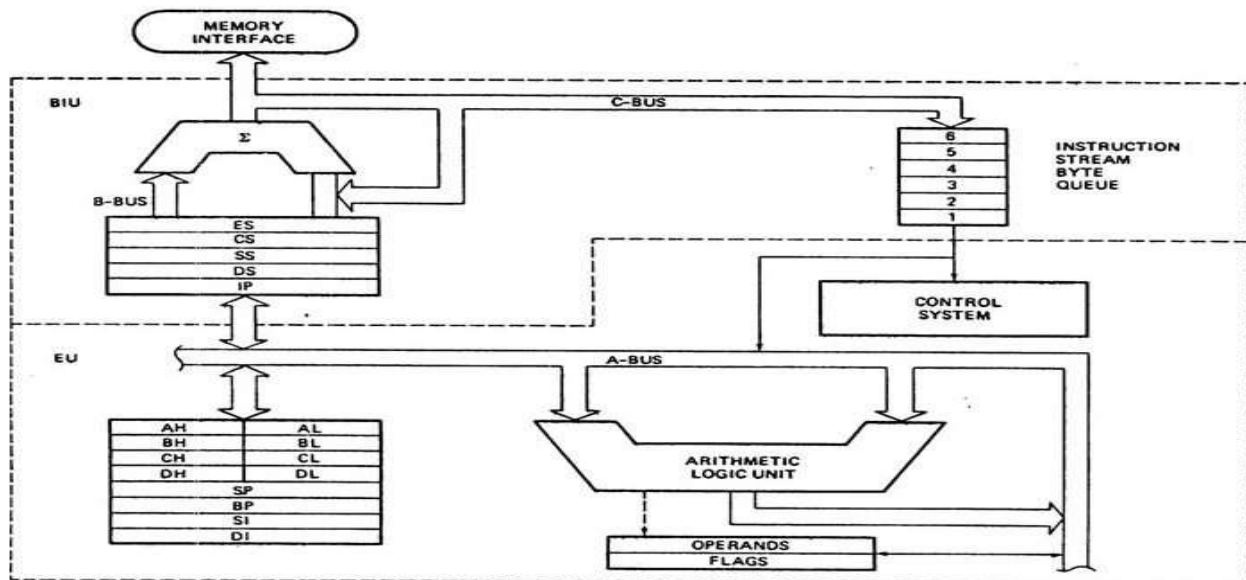 MEMORY
INTERFACE
BIU
C-BUS
Σ
B-BUS
6
5
4
3
2
1
INSTRUCTION
STREAM
BYTE
QUEUE
ES
CS
SS
DS
IP
CONTROL
SYSTEM
EU
A-BUS
AH AL
BH BL
CH CL
DH DL
SP
BP
SI
DI
ARITHMETIC
LOGIC UNIT
OPERANDS
FLAGS